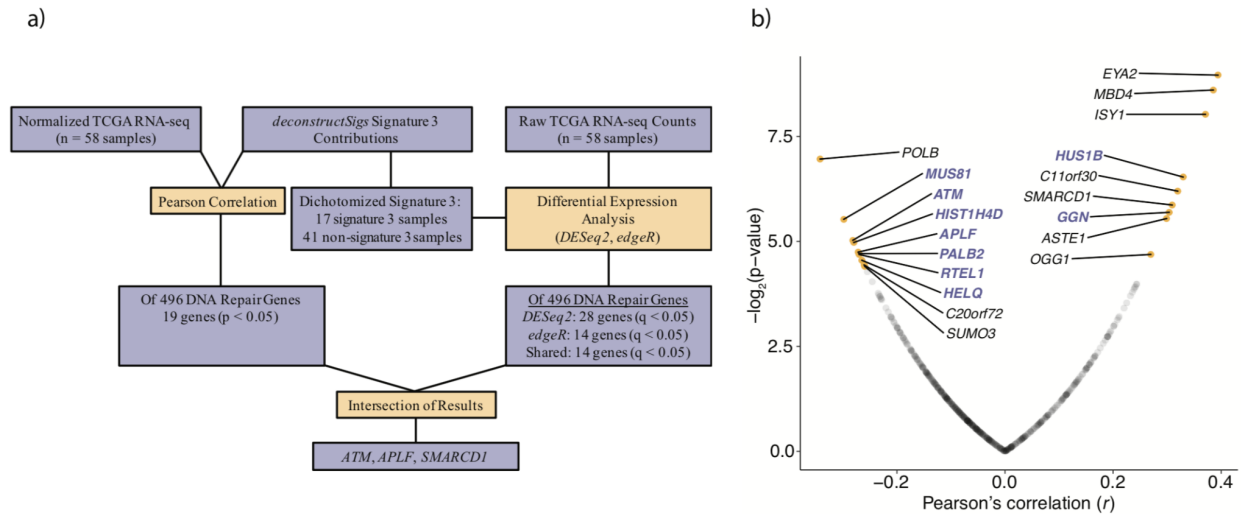 a)
Normalized TCGA RNA-seq
(n = 58 samples)
deconstructSigs Signature 3
Contributions
Raw TCGA RNA-seq Counts
(n = 58 samples)
Pearson Correlation
Dichotomized Signature 3:
17 signature 3 samples
41 non-signature 3 samples
Differential Expression
Analysis
(DESeq2, edgeR)
Of 496 DNA Repair Genes
19 genes (p < 0.05)
Of 496 DNA Repair Genes
DESeq2: 28 genes (q < 0.05)
edgeR: 14 genes (q < 0.05)
Shared: 14 genes (q < 0.05)
Intersection of Results
ATM, APLF, SMARCD1
b)
−log2(p−value)
7.5
5.0
2.5
0.0
POLB
MUS81
ATM
HIST1H4D
APLF
PALB2
RTEL1
HELQ
C20orf72
SUMO3
EYA2
MBD4
ISY1
HUS1B
C11orf30
SMARCD1
GGN
ASTE1
OGG1
−0.2
0.0
0.2
0.4
Pearson's correlation (r)